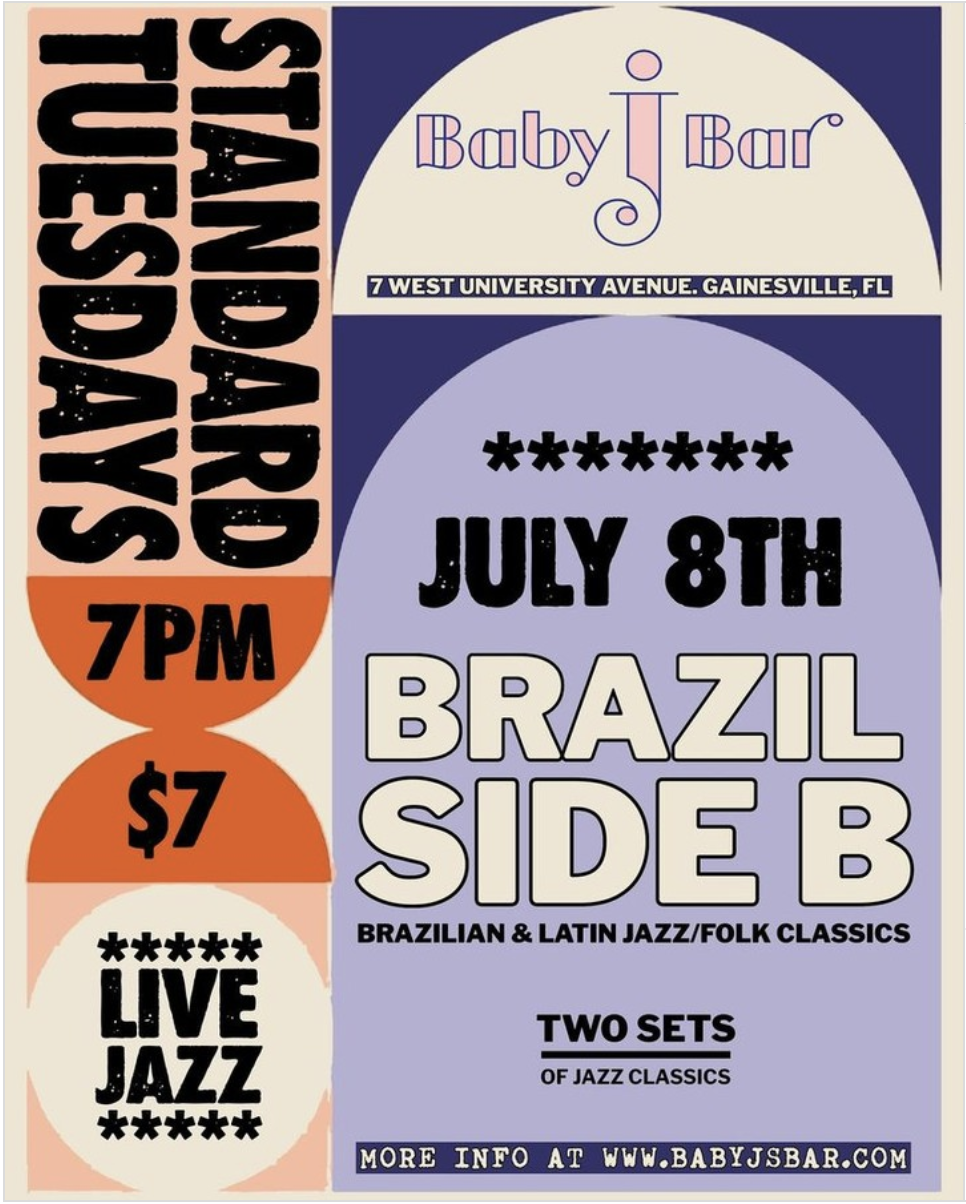 STANDARD
TUESDAYS
7PM
$7
*****
LIVE
JAZZ
*****
Baby j Bar
7 WEST UNIVERSITY AVENUE. GAINESVILLE, FL
*******
JULY 8TH
BRAZIL
SIDE B
BRAZILIAN & LATIN JAZZ/FOLK CLASSICS
TWO SETS
OF JAZZ CLASSICS
MORE INFO AT WWW.BABYJSBAR.COM